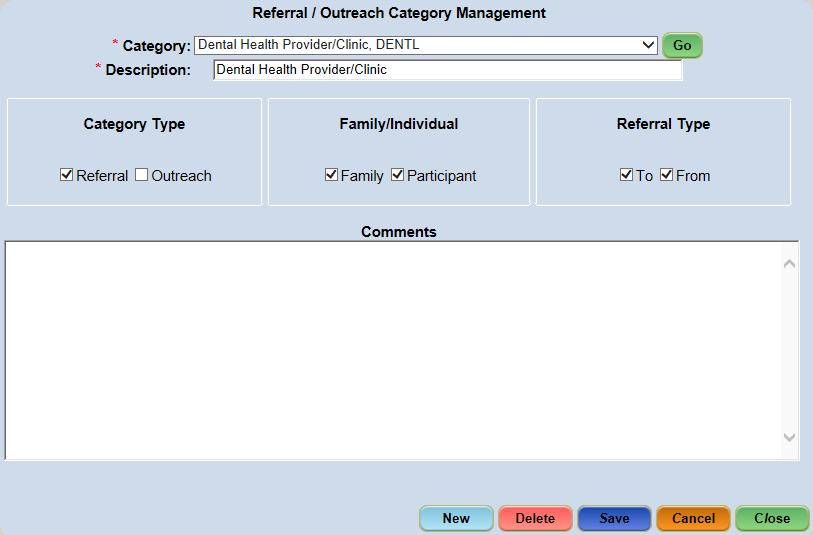 Referral / Outreach Category Management
* Category: Dental Health Provider/Clinic, DENTL Go
* Description: Dental Health Provider/Clinic
Category Type Family/Individual Referral Type
Referral Outreach Family Participant To From
Comments
New Delete Save Cancel Close